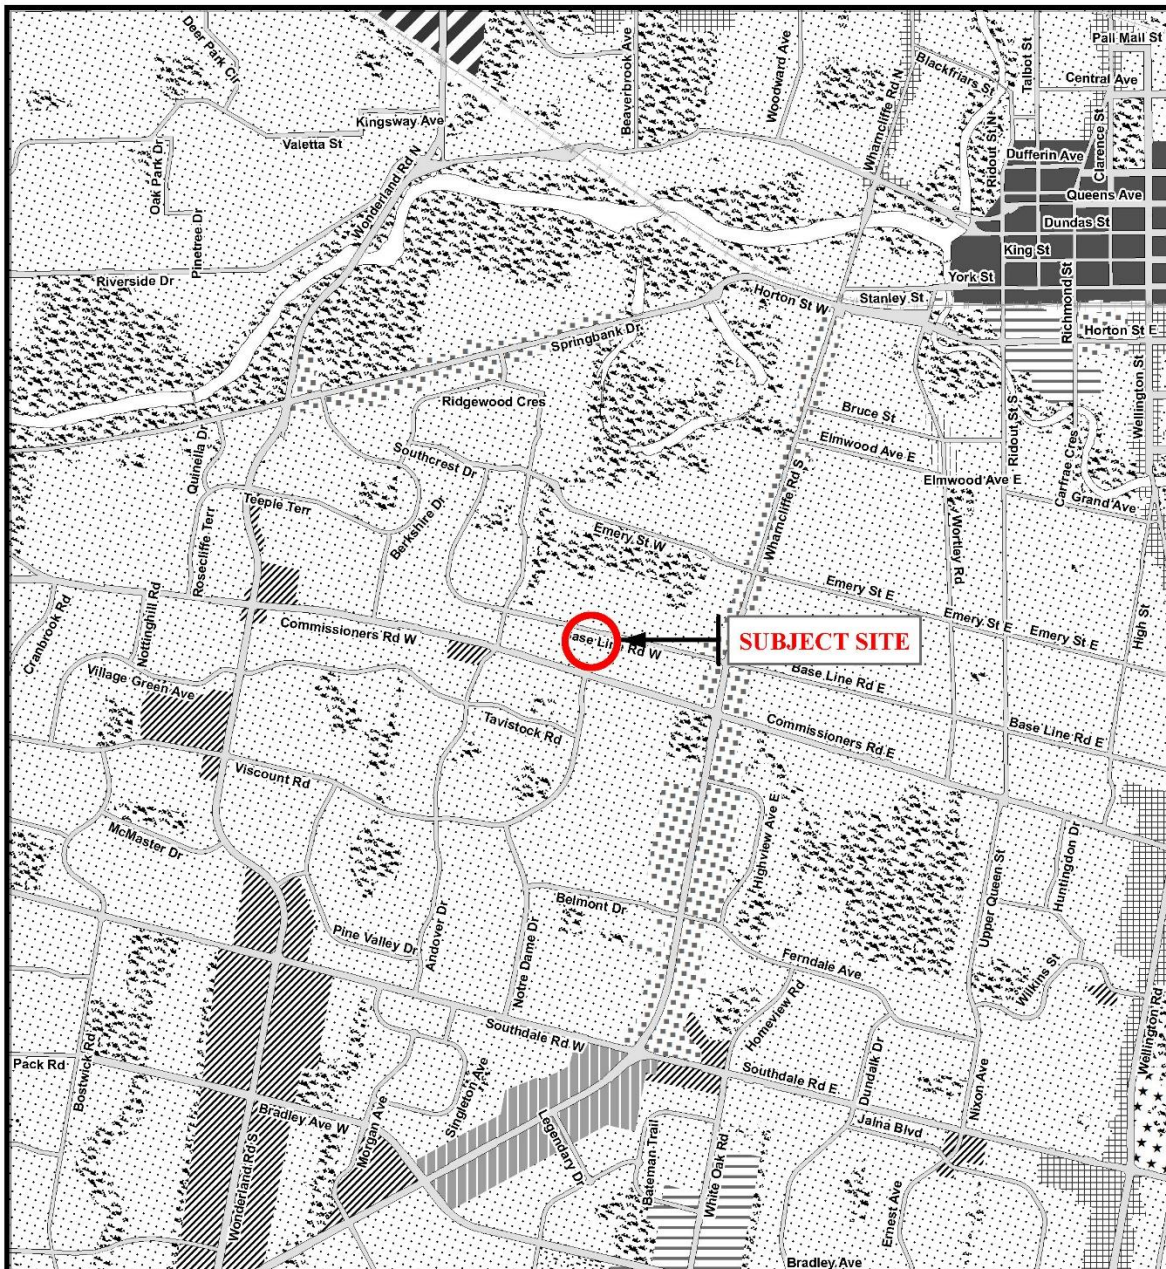 Deer Park Cir
Beaverbrook Ave
Woodward Ave
Wharncliffe Rd N
Blackfriars St
Talbot St
Pall Mall St
Central Ave
Kingsway Ave
Valetta St
Oak Park Dr
Pinetree Dr
Wonderland Rd N
Ridout St N
Clarence St
Dufferin Ave
Queens Ave
Dundas St
King St
York St
Riverside Dr
Stanley St
Horton St W
Springbank Dr
Richmond St
Horton St E
Wellington St
Ridgewood Cres
Bruce St
Ridout St S
Elmwood Ave E
Southcrest Dr
Quinella Dr
Elmwood Ave E
Carfrae Cres
Grand Ave
Wharncliffe Rd S
Teeple Terr
Berkshire Dr
Emery St W
Wortley Rd
Rosecliffe Terr
Emery St E
Emery St E
Emery St E
High St
Cranbrook Rd
Nottinghill Rd
Commissioners Rd W
Base Line Rd W
SUBJECT SITE
Base Line Rd E
Village Green Ave
Tavistock Rd
Commissioners Rd E
Base Line Rd E
Viscount Rd
McMaster Dr
Highview Ave E
Huntingdon Dr
Upper Queen St
Belmont Dr
Andover Dr
Pine Valley Dr
Notre Dame Dr
Ferndale Ave
Wilkins St
Homeview Rd
Wellington Rd
Southdale Rd W
Bostwick Rd
Pack Rd
Dundalk Dr
Southdale Rd E
Nixon Ave
Singleton Ave
Bradley Ave W
Morgan Ave
Legendary Dr
Jalna Blvd
Bateman Trail
White Oak Rd
Wonderland Rd S
Ernest Ave
Bradley Ave